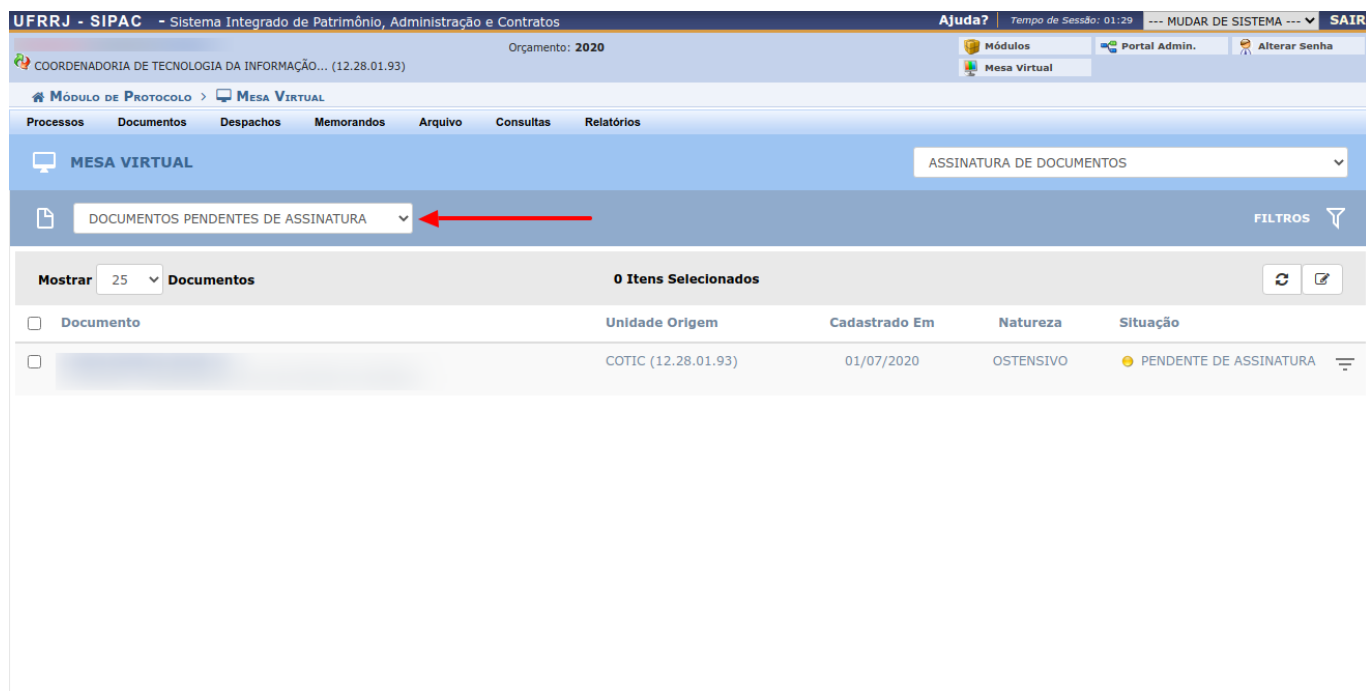 UFRRJ - SIPAC - Sistema Integrado de Patrimônio, Administração e Contratos Ajuda? Tempo de Sessão: 01:29 --- MUDAR DE SISTEMA --- SAIR
Orçamento: 2020 Módulos Portal Admin. Alterar Senha
COORDENADORIA DE TECNOLOGIA DA INFORMAÇÃO... (12.28.01.93) Mesa Virtual
MÓDULO DE PROTOCOLO > MESA VIRTUAL
Processos Documentos Despachos Memorandos Arquivo Consultas Relatórios
MESA VIRTUAL ASSINATURA DE DOCUMENTOS
DOCUMENTOS PENDENTES DE ASSINATURA FILTROS
Mostrar 25 Documentos 0 Itens Selecionados
Documento Unidade Origem Cadastrado Em Natureza Situação
COTIC (12.28.01.93) 01/07/2020 OSTENSIVO PENDENTE DE ASSINATURA